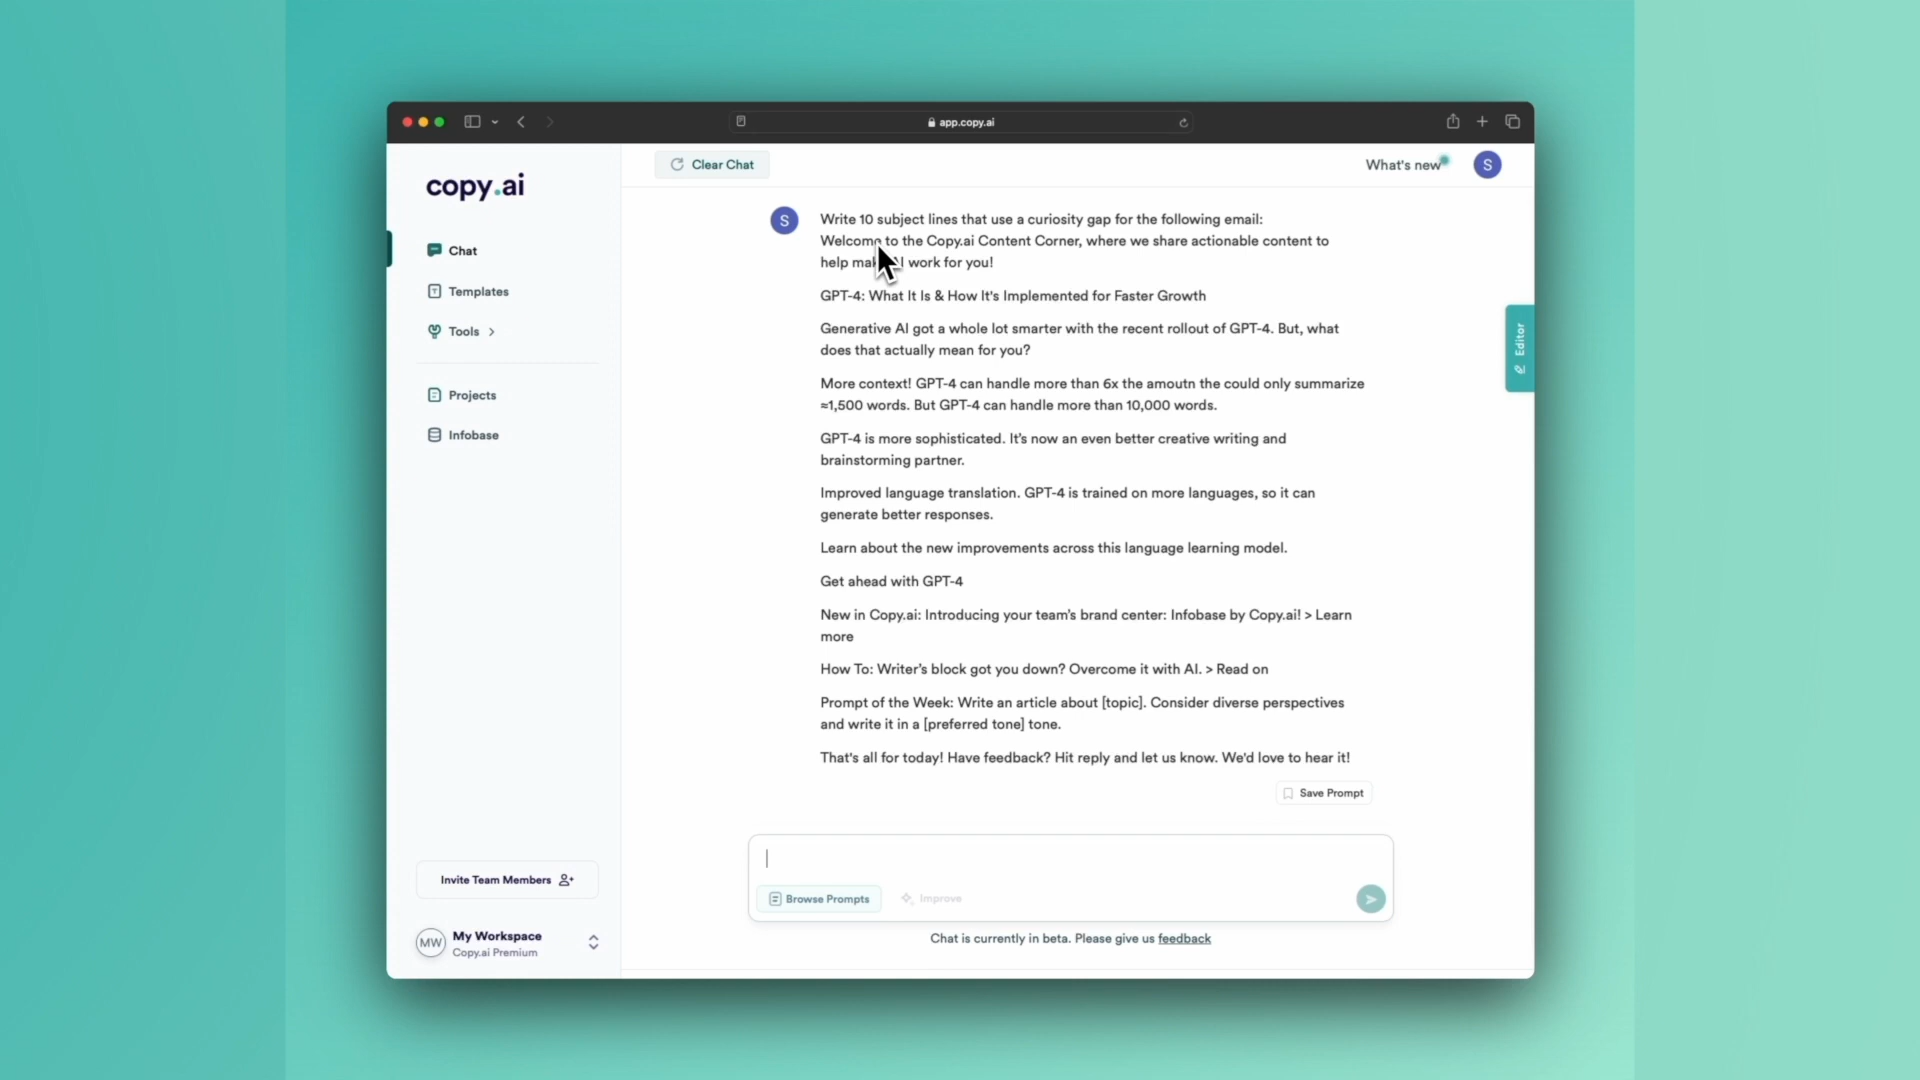 app.copy.ai
copy.ai
Clear Chat
What's new
S
Chat
Templates
Tools
Projects
Infobase
S
Write 10 subject lines that use a curiosity gap for the following email:
Welcome to the Copy.ai Content Corner, where we share actionable content to
help work for you!
GPT-4: What It Is & How It's Implemented for Faster Growth
Generative AI got a whole lot smarter with the recent rollout of GPT-4. But, what
does that actually mean for you?
More context! GPT-4 can handle more than 6x the amoutn the could only summarize
≈1,500 words. But GPT-4 can handle more than 10,000 words.
GPT-4 is more sophisticated. It's now an even better creative writing and
brainstorming partner.
Improved language translation. GPT-4 is trained on more languages, so it can
generate better responses.
Learn about the new improvements across this language learning model.
Get ahead with GPT-4
New in Copy.ai: Introducing your team's brand center: Infobase by Copy.ai! > Learn
more
How To: Writer's block got you down? Overcome it with AI. > Read on
Prompt of the Week: Write an article about [topic]. Consider diverse perspectives
and write it in a [preferred tone] tone.
That's all for today! Have feedback? Hit reply and let us know. We'd love to hear it!
Save Prompt
Editor
Browse Prompts
Improve
Chat is currently in beta. Please give us feedback
Invite Team Members
MW
My Workspace
Copy.ai Premium